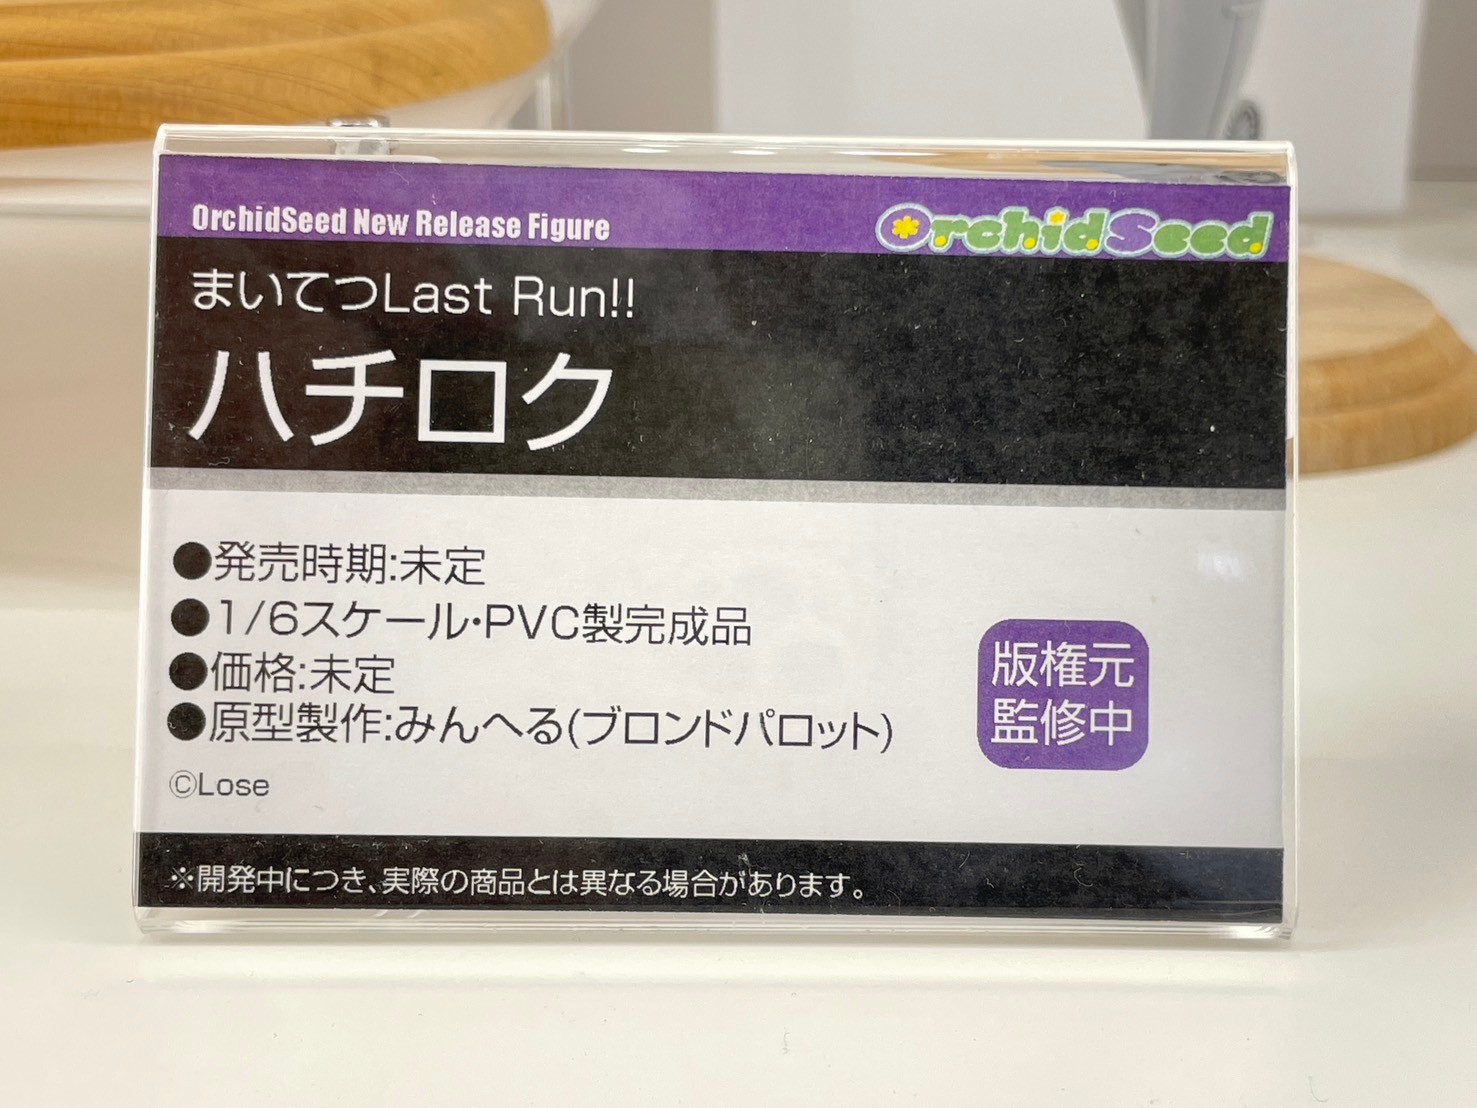 OrchidSeed New Release Figure
OrchidSeed
まいてつLast Run!!
ハチロク
●発売時期:未定
●1/6スケール・PVC製完成品
●価格:未定
●原型製作:みんへる(ブロンドパロット)
版権元
監修中
©Lose
※開発中につき、実際の商品とは異なる場合があります。